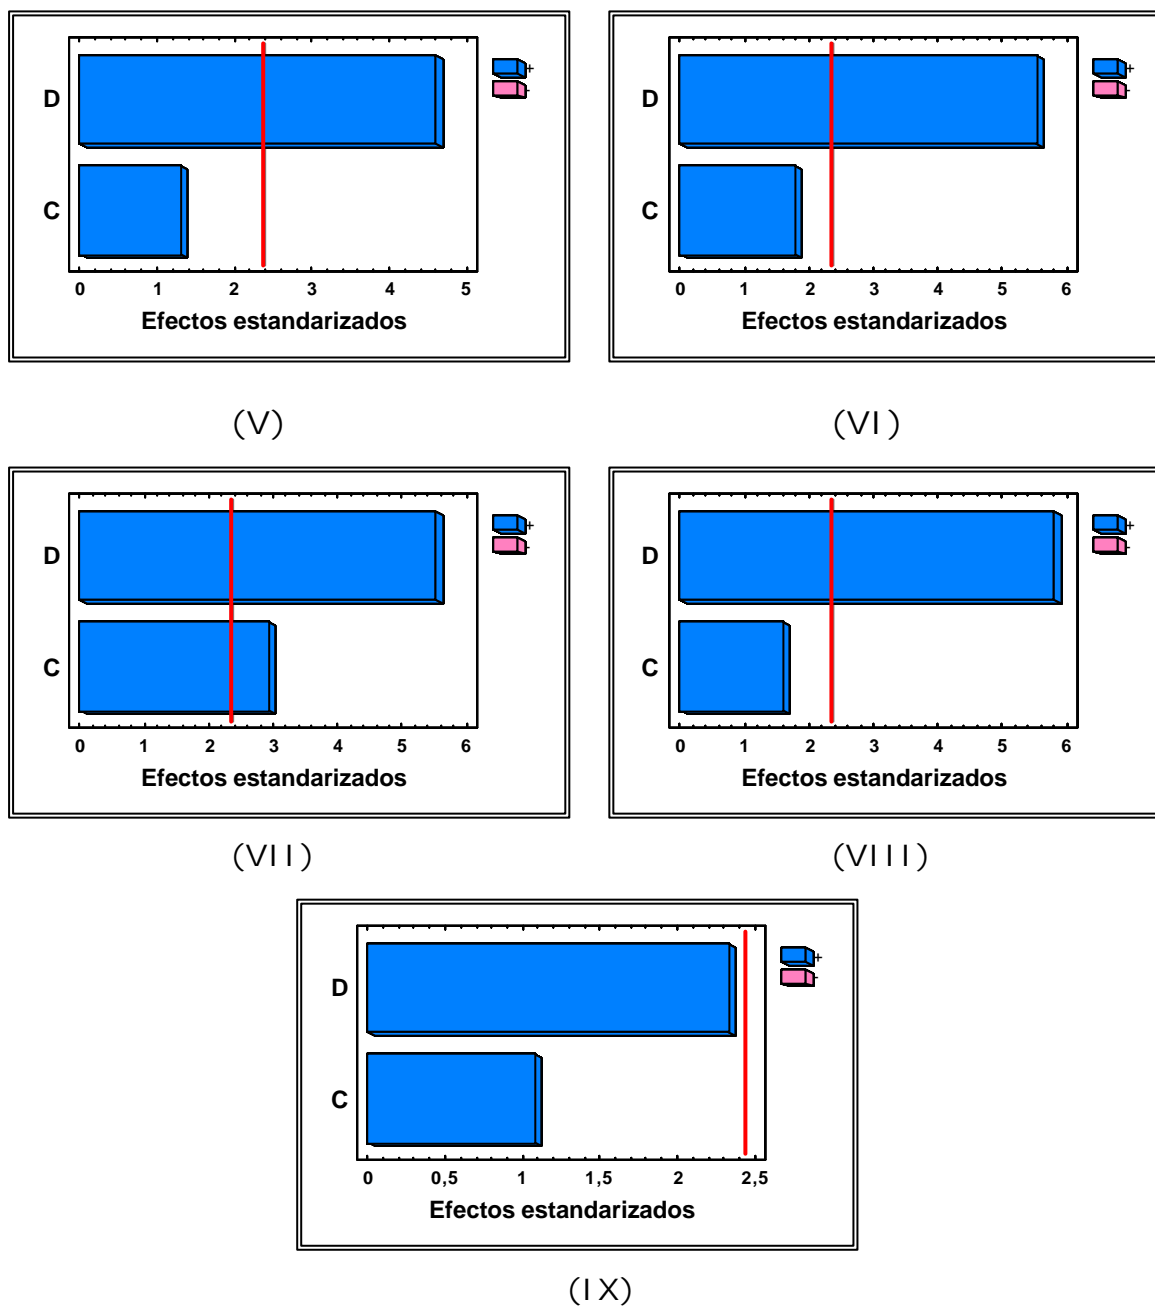 D
C
+
-
0 1 2 3 4 5
Efectos estandarizados
(V)
D
C
+
-
0 1 2 3 4 5 6
Efectos estandarizados
(VI)
D
C
+
-
0 1 2 3 4 5 6
Efectos estandarizados
(VII)
D
C
+
-
0 1 2 3 4 5 6
Efectos estandarizados
(VIII)
D
C
+
-
0 0,5 1 1,5 2 2,5
Efectos estandarizados
(IX)